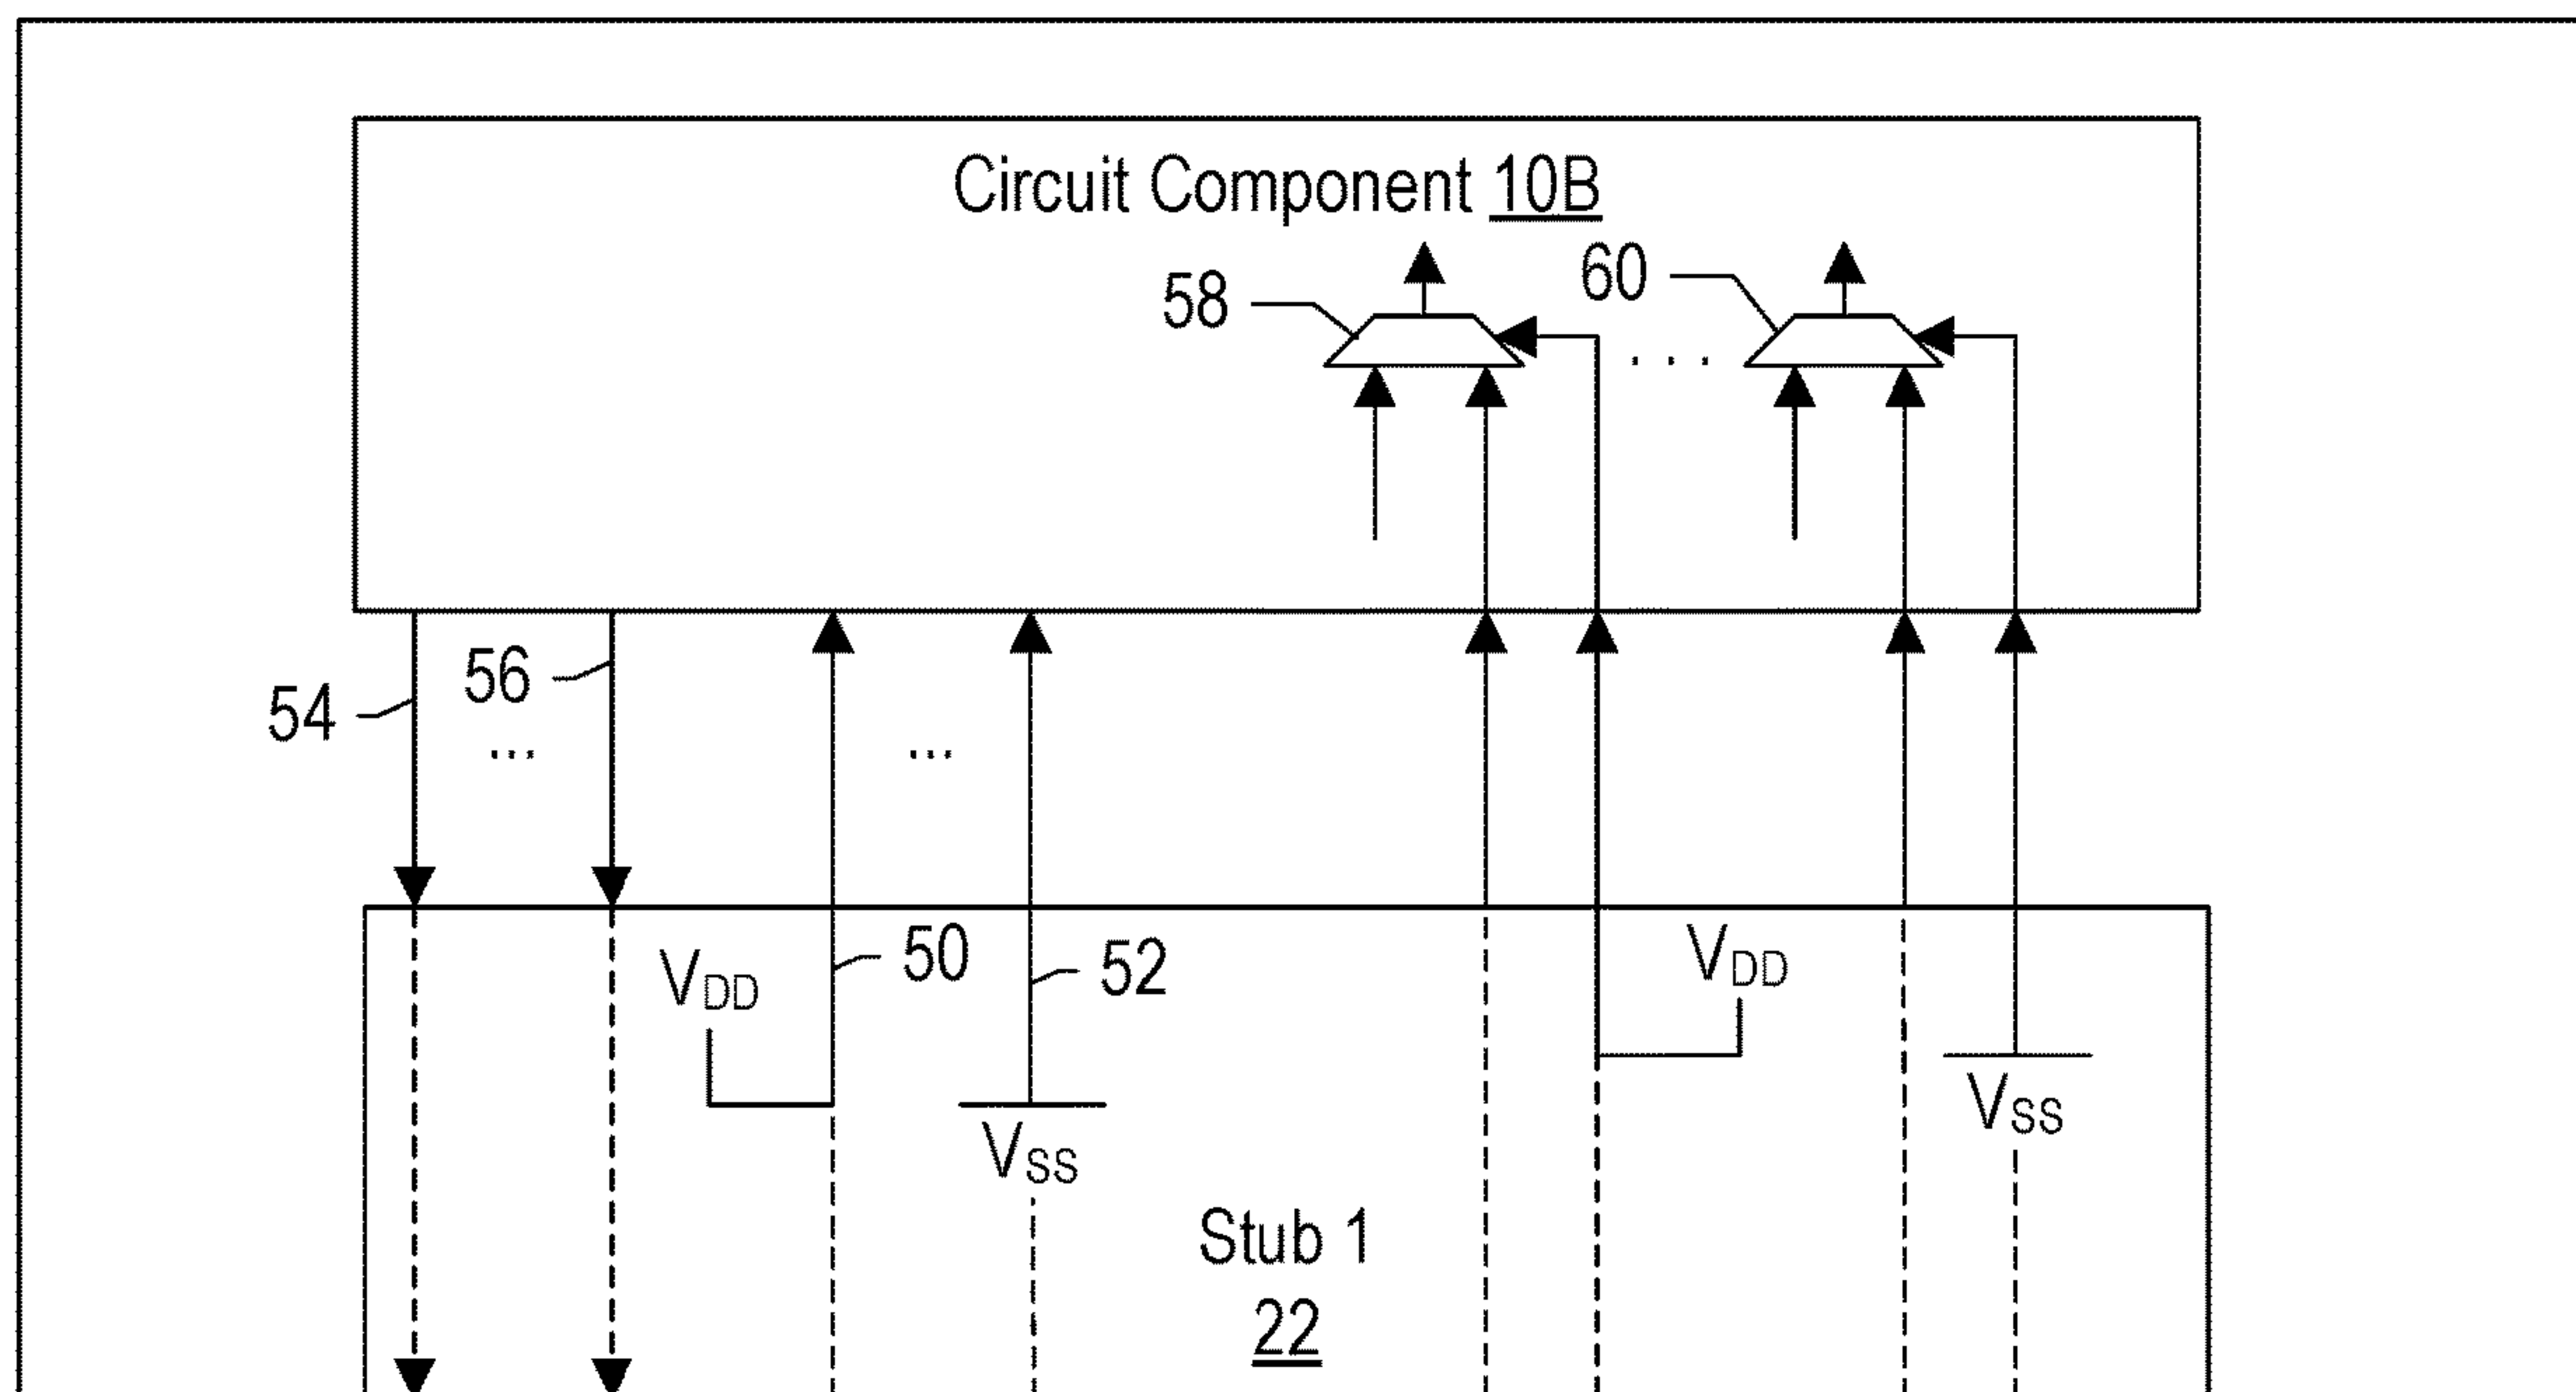 Circuit Component 10B
58
60
. . .
54
56
...
...
VDD
50
52
VSS
VDD
VSS
Stub 1
22